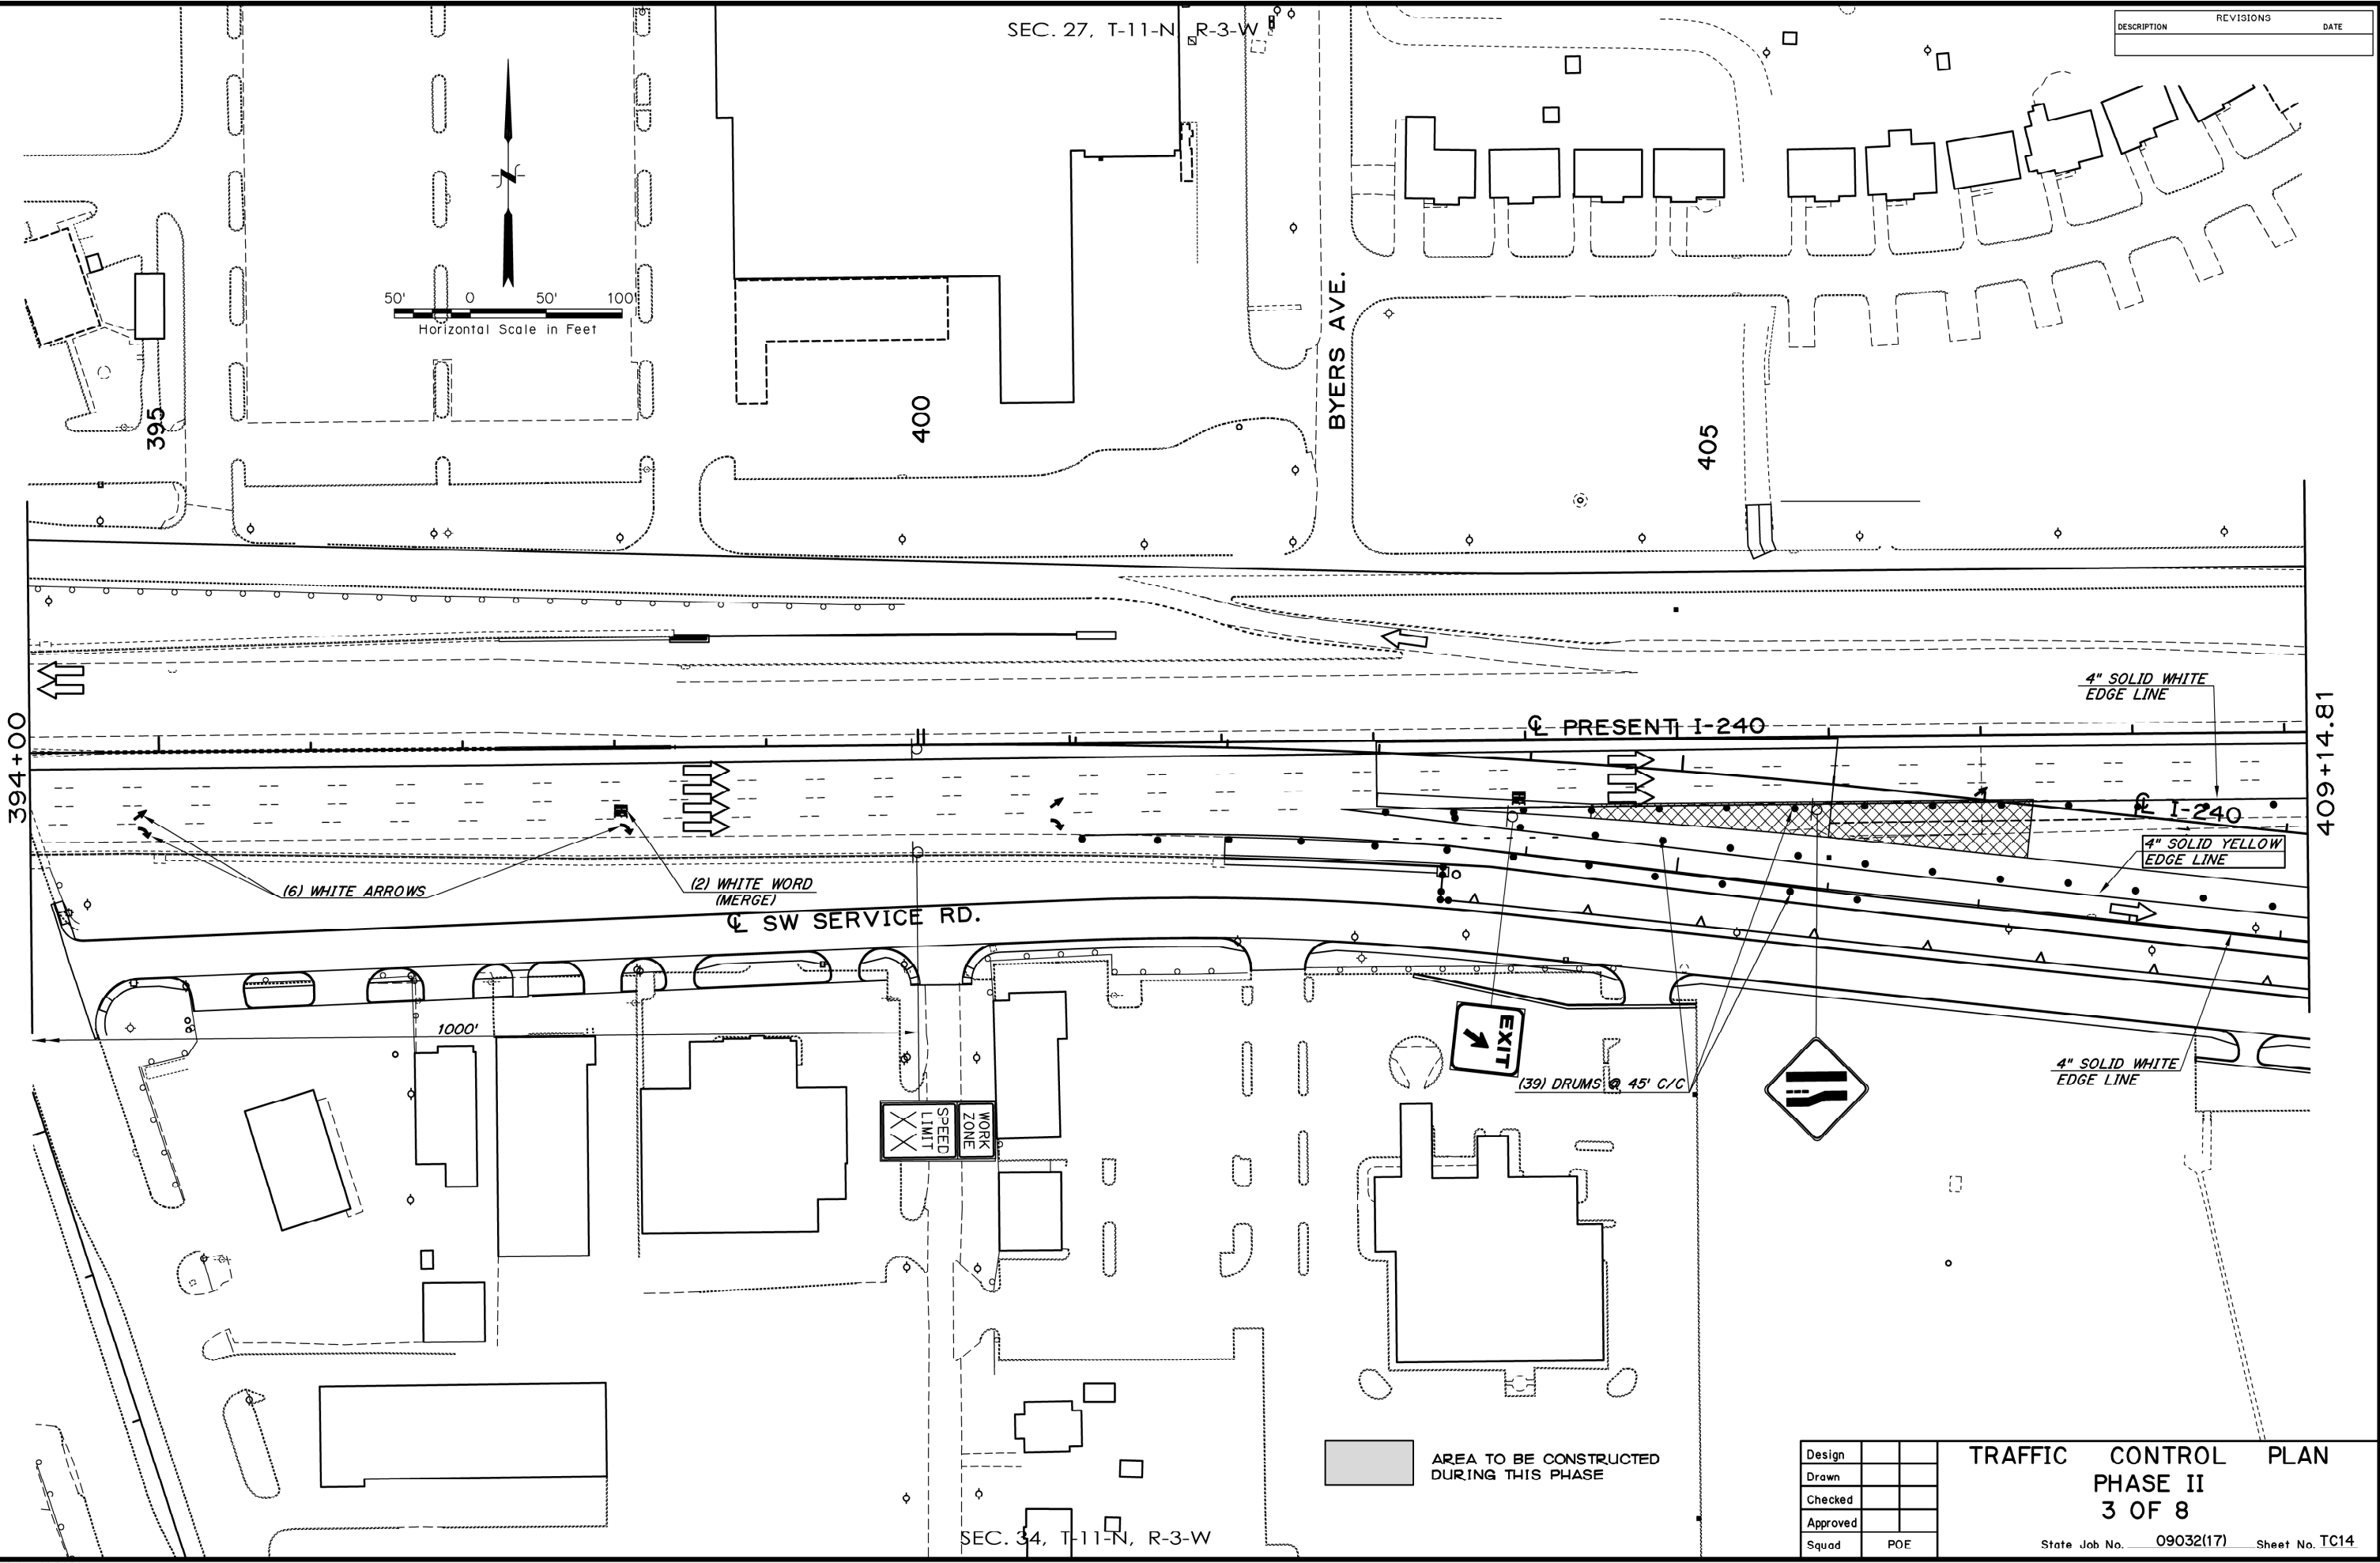 SEC. 27, T-11-N, R-3-W
REVISIONS
DESCRIPTION DATE
50' 0 50' 100'
Horizontal Scale in Feet
395
400
BYERS AVE.
405
4" SOLID WHITE
EDGE LINE
℄ PRESENT I-240
394+00
409+14.81
℄ I-240
4" SOLID YELLOW
EDGE LINE
(6) WHITE ARROWS
(2) WHITE WORD
(MERGE)
℄ SW SERVICE RD.
1000'
EXIT
(39) DRUMS @ 45' C/C
4" SOLID WHITE
EDGE LINE
WORK
ZONE
SPEED
LIMIT
XX
AREA TO BE CONSTRUCTED
DURING THIS PHASE
SEC. 34, T-11-N, R-3-W
Design
Drawn
Checked
Approved
Squad POE
TRAFFIC CONTROL PLAN
PHASE II
3 OF 8
State Job No. 09032(17) Sheet No. TC14